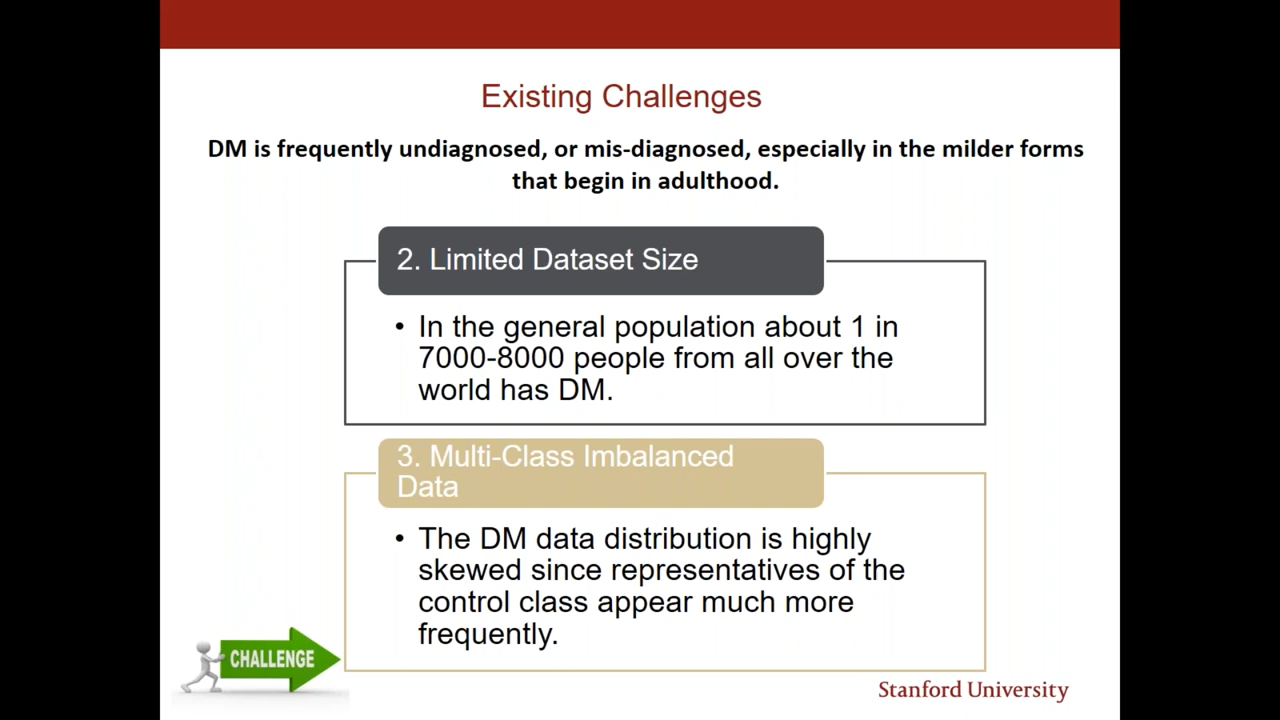 Existing Challenges
DM is frequently undiagnosed, or mis-diagnosed, especially in the milder forms
that begin in adulthood.
2. Limited Dataset Size
• In the general population about 1 in
7000-8000 people from all over the
world has DM.
3. Multi-Class Imbalanced
Data
• The DM data distribution is highly
skewed since representatives of the
control class appear much more
frequently.
CHALLENGE
Stanford University